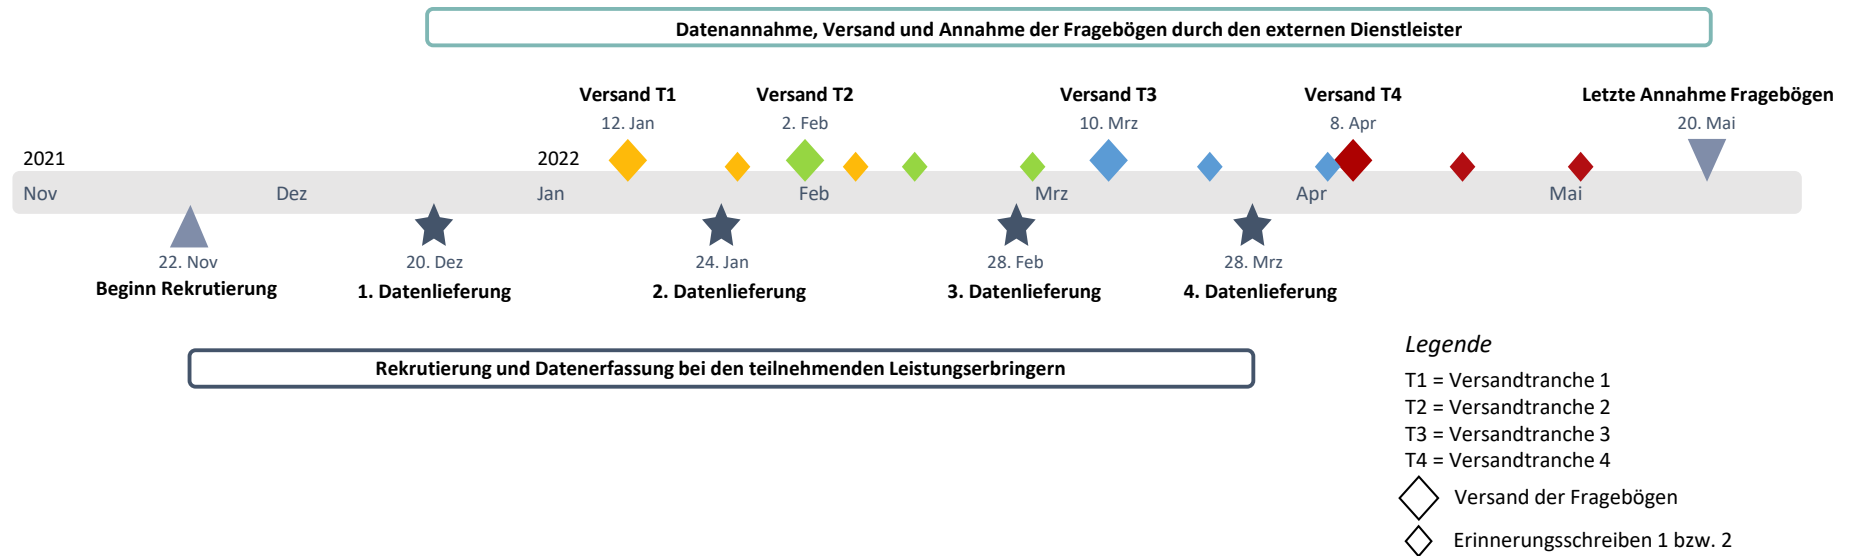 Datenannahme, Versand und Annahme der Fragebögen durch den externen Dienstleister
Versand T1
12. Jan
Versand T2
2. Feb
Versand T3
10. Mrz
Versand T4
8. Apr
Letzte Annahme Fragebögen
20. Mai
2021
2022
Nov
Dez
Jan
Feb
Mrz
Apr
Mai
22. Nov
Beginn Rekrutierung
20. Dez
1. Datenlieferung
24. Jan
2. Datenlieferung
28. Feb
3. Datenlieferung
28. Mrz
4. Datenlieferung
Rekrutierung und Datenerfassung bei den teilnehmenden Leistungserbringern
Legende
T1 = Versandtranche 1
T2 = Versandtranche 2
T3 = Versandtranche 3
T4 = Versandtranche 4
Versand der Fragebögen
Erinnerungsschreiben 1 bzw. 2